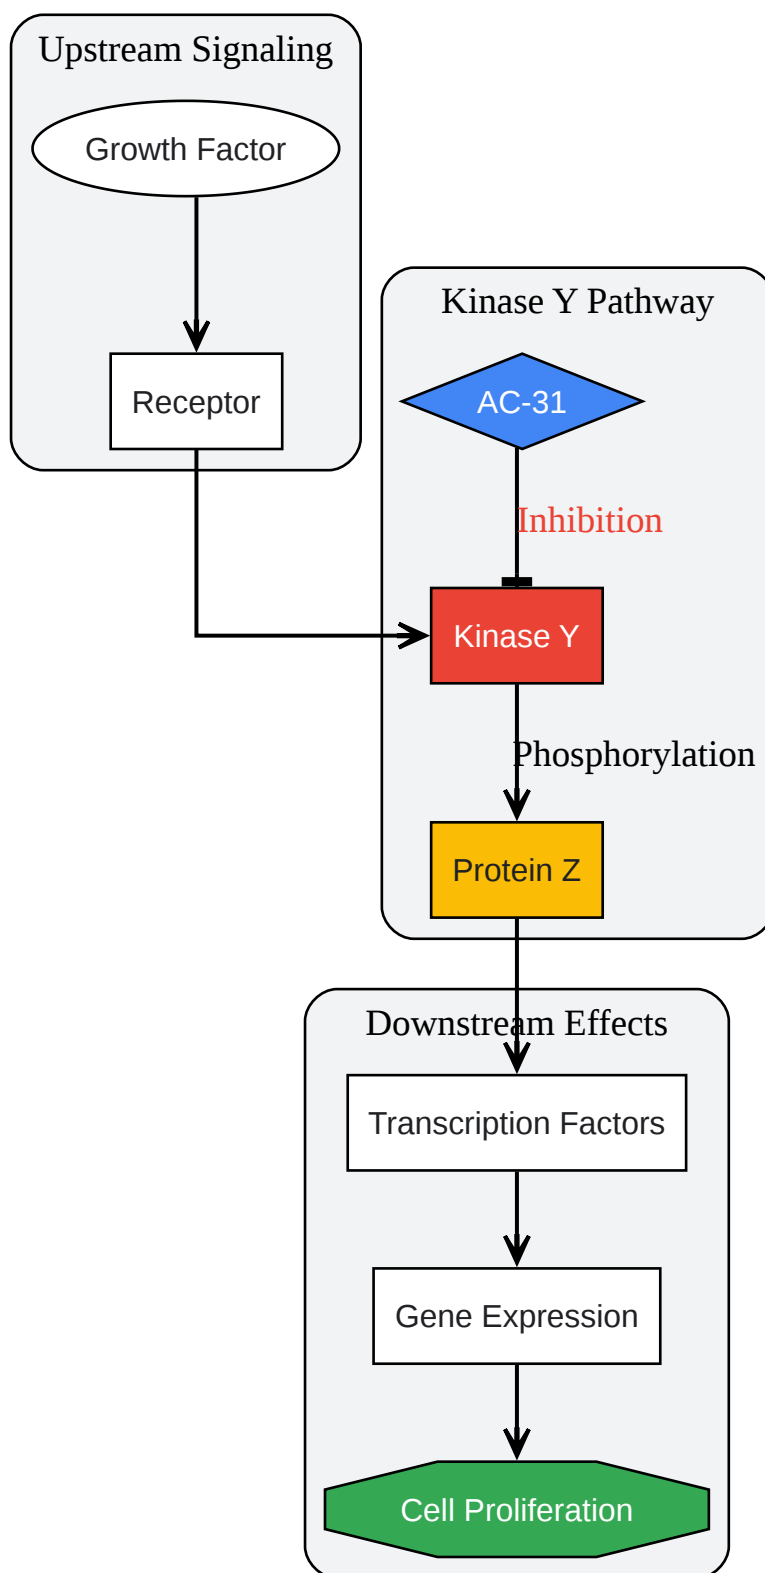 Upstream Signaling
Growth Factor
Receptor
Kinase Y Pathway
AC-31
Inhibition
Kinase Y
Phosphorylation
Protein Z
Downstream Effects
Transcription Factors
Gene Expression
Cell Proliferation